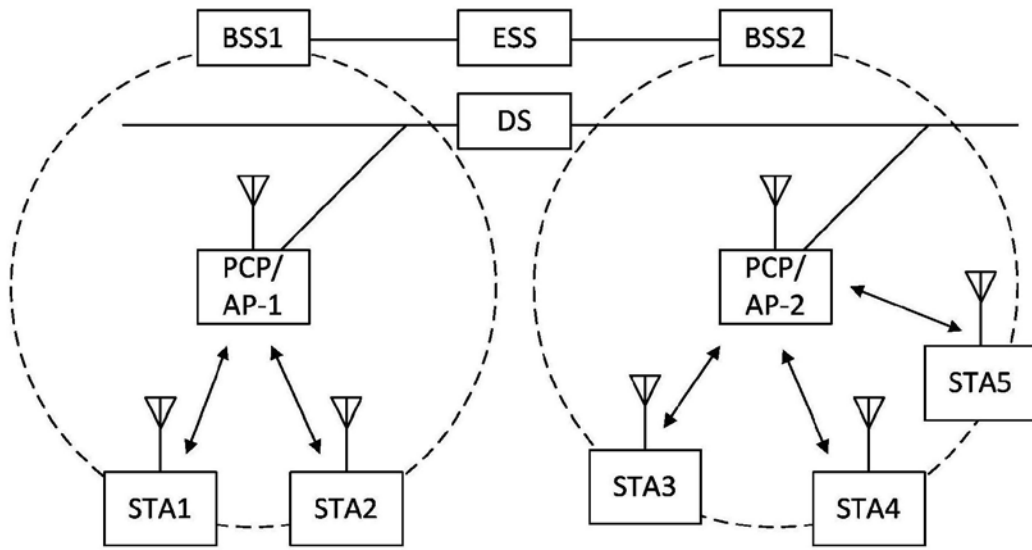 BSS1
ESS
BSS2
DS
PCP/
AP-1
PCP/
AP-2
STA5
STA1
STA2
STA3
STA4